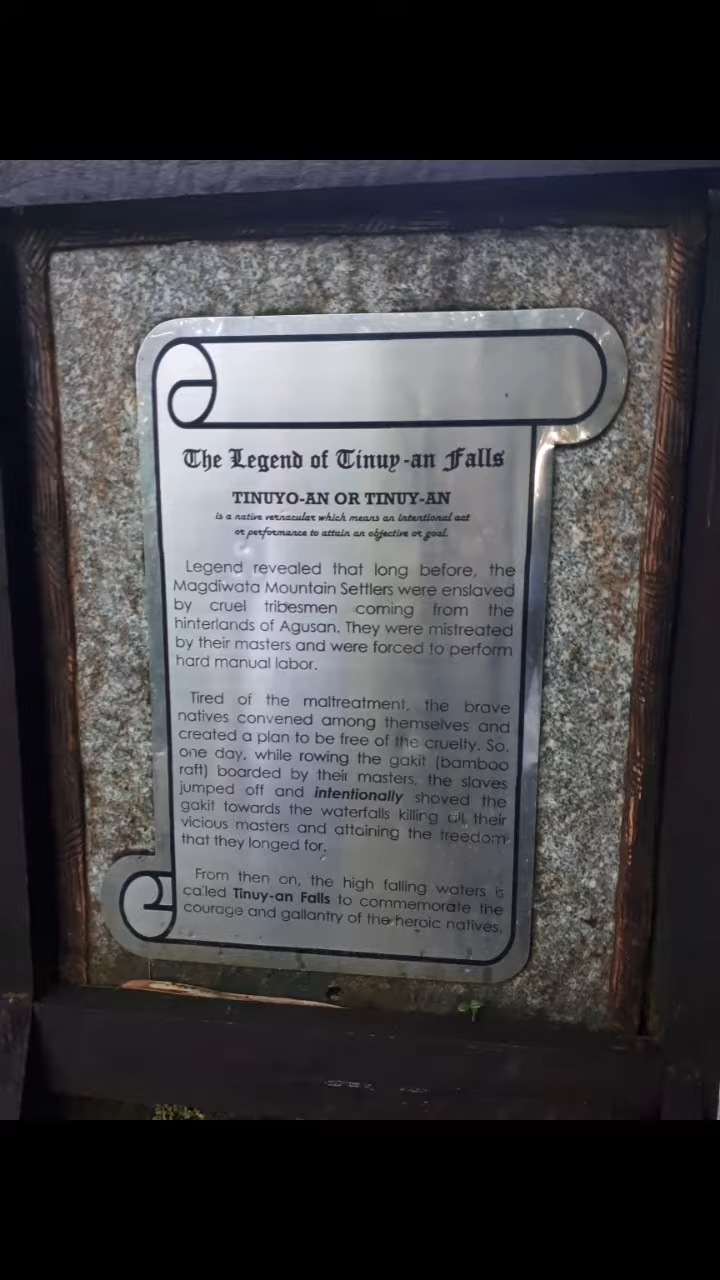 The Legend of Tinuy-an Falls
TINUYO-AN OR TINUY-AN
is a native vernacular which means an intentional act
or performance to attain an objective or goal.
Legend revealed that long before, the
Magdiwata Mountain Settlers were enslaved
by cruel tribesmen coming from the
hinterlands of Agusan. They were mistreated
by their masters and were forced to perform
hard manual labor.
Tired of the maltreatment, the brave
natives convened among themselves and
created a plan to be free of the cruelty. So,
one day, while rowing the gakit (bamboo
raft) boarded by their masters, the slaves
jumped off and intentionally shoved the
gakit towards the waterfalls killing all their
vicious masters and attaining the freedom
that they longed for.
From then on, the high falling waters is
called Tinuy-an Falls to commemorate the
courage and gallantry of the heroic natives.